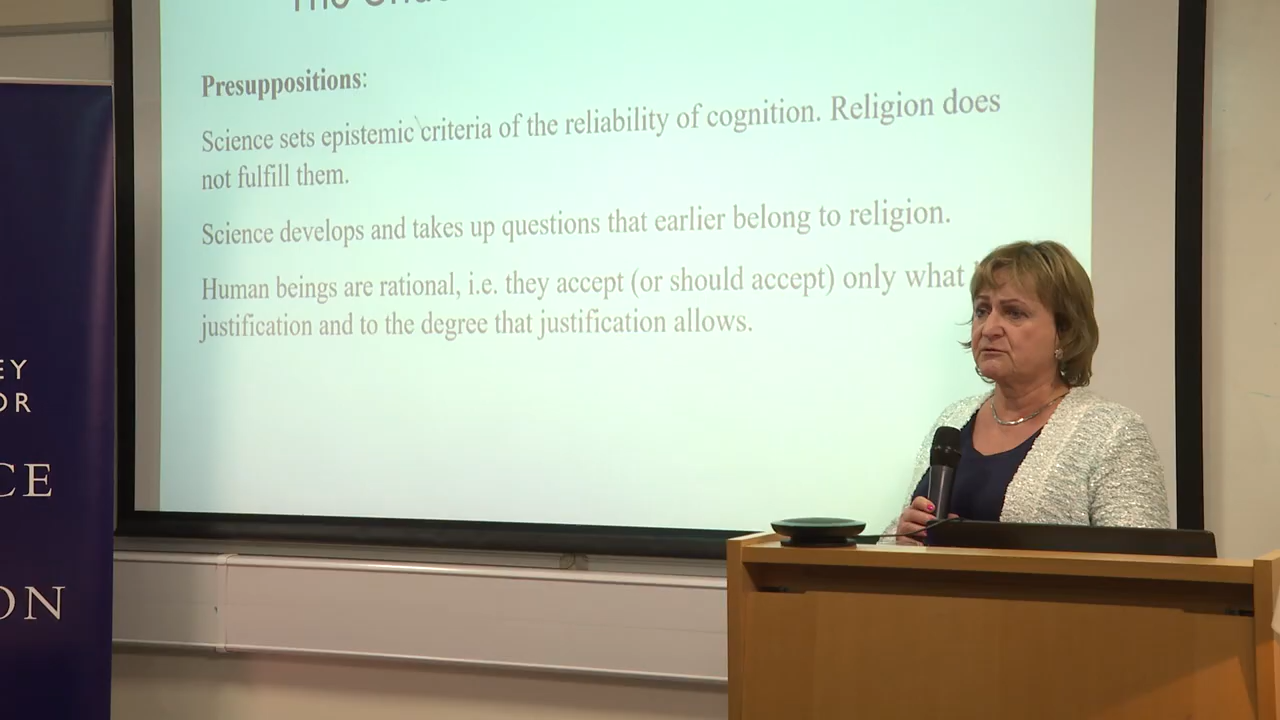 The
Presuppositions:
Science sets epistemic criteria of the reliability of cognition. Religion does
not fulfill them.
Science develops and takes up questions that earlier belong to religion.
Human beings are rational, i.e. they accept (or should accept) only what
justification and to the degree that justification allows.
EY
OR
CE
ON